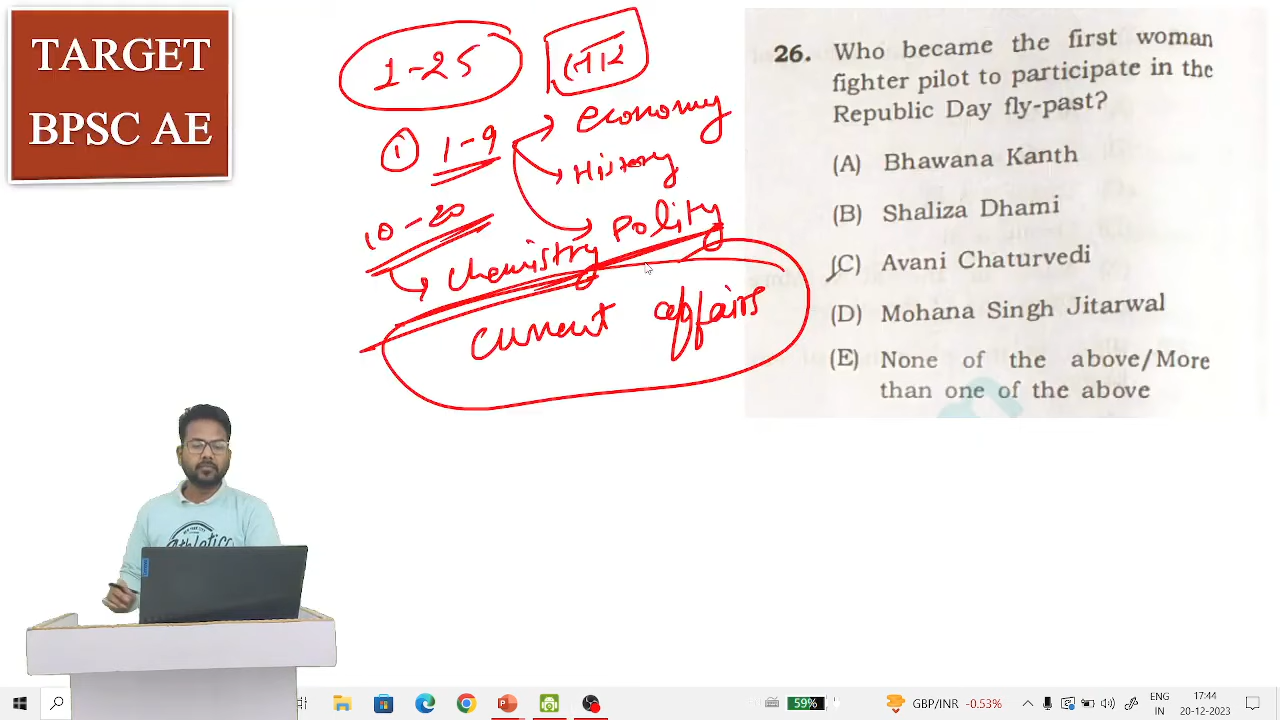 TARGET
BPSC AE
1-25
① 1-9
economy
History
Polity
10-20
Chemistry
current affairs
26. Who became the first woman
fighter pilot to participate in the
Republic Day fly-past?
(A) Bhawana Kanth
(B) Shaliza Dhami
(C) Avani Chaturvedi
(D) Mohana Singh Jitarwal
(E) None of the above/More
than one of the above
59%
GBP/INR -0.53%
ENG
IN
17:44
20-12-2023